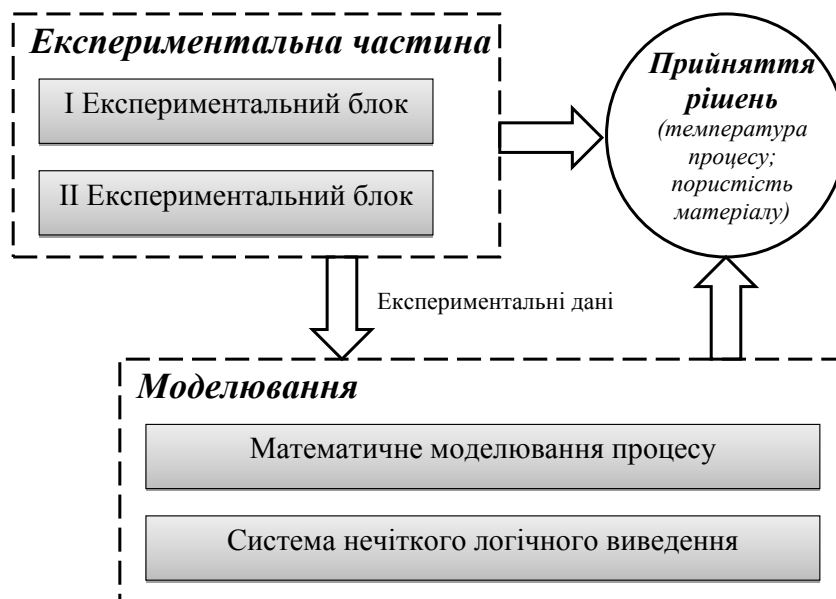 Експериментальна частина
І Експериментальний блок
ІІ Експериментальний блок
Прийняття
рішень
(температура
процесу;
пористість
матеріалу)
Експериментальні дані
Моделювання
Математичне моделювання процесу
Система нечіткого логічного виведення